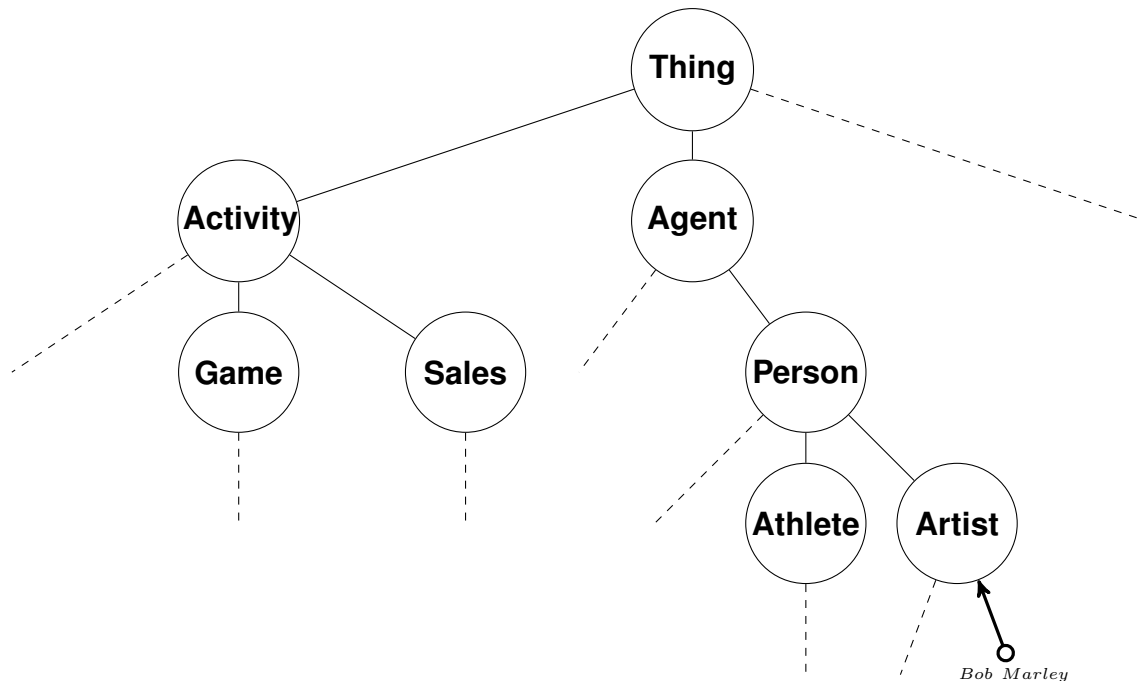 Thing
Activity
Agent
Game
Sales
Person
Athlete
Artist
Bob Marley